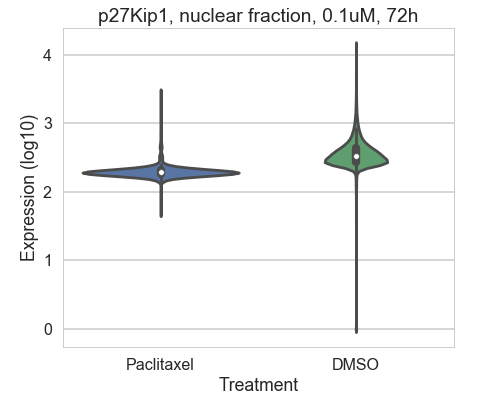 p27Kip1, nuclear fraction, 0.1uM, 72h
Expression (log10)
4
3
2
1
0
Paclitaxel
DMSO
Treatment